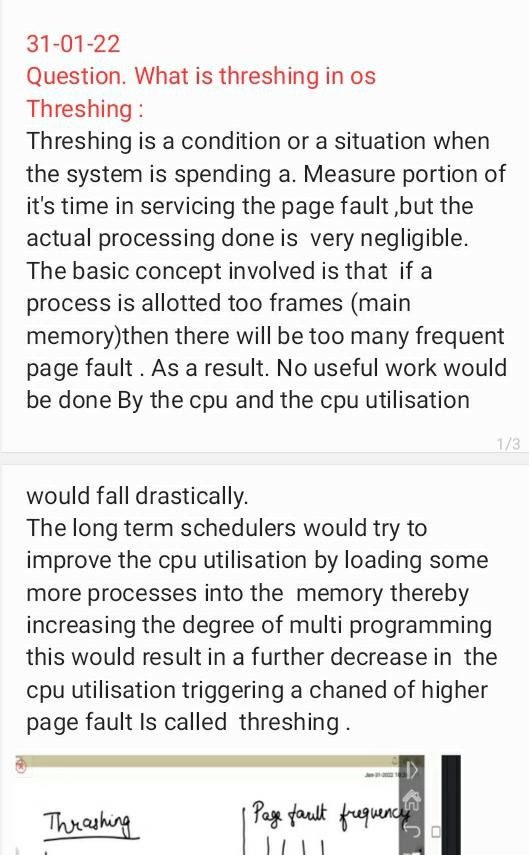 31-01-22
Question. What is threshing in os
Threshing :
Threshing is a condition or a situation when
the system is spending a. Measure portion of
it's time in servicing the page fault ,but the
actual processing done is  very negligible.
The basic concept involved is that  if a
process is allotted too frames (main
memory)then there will be too many frequent
page fault . As a result. No useful work would
be done By the cpu and the cpu utilisation
1/3
would fall drastically.
The long term schedulers would try to
improve the cpu utilisation by loading some
more processes into the  memory thereby
increasing the degree of multi programming
this would result in a further decrease in  the
cpu utilisation triggering a chaned of higher
page fault Is called  threshing .
Jan-31-2022
Thrashing
Page fault frequency